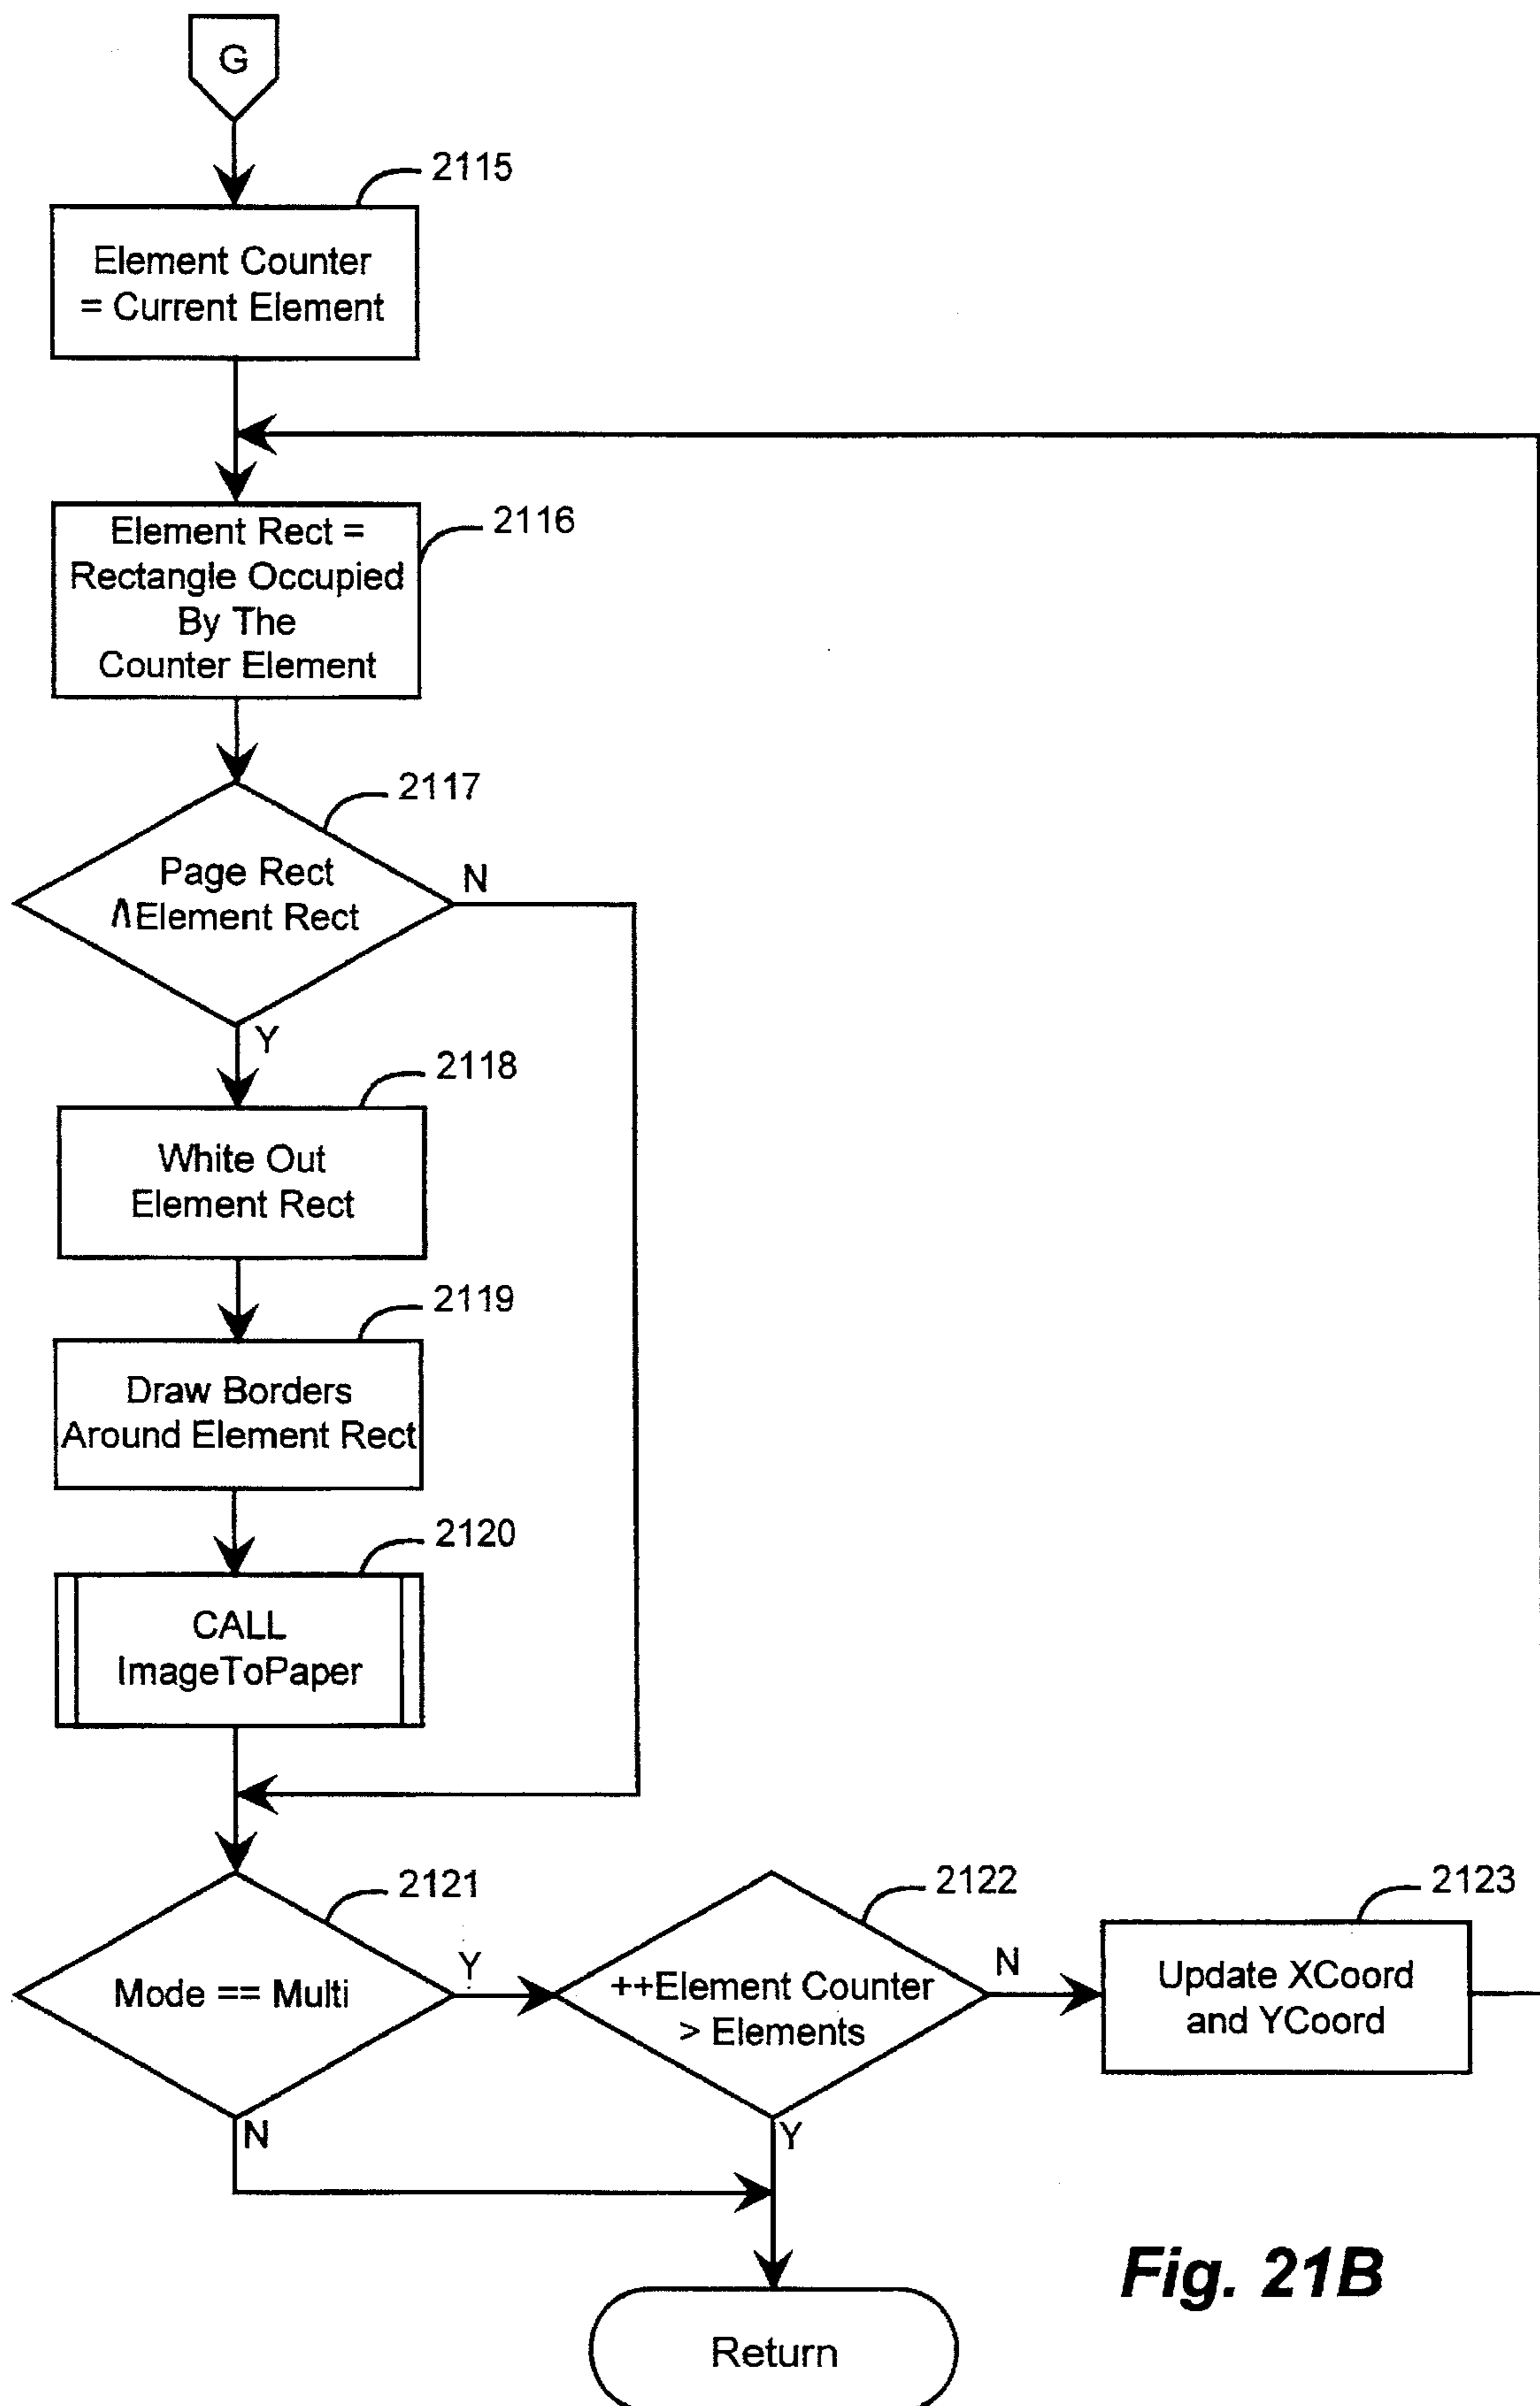 G
2115
Element Counter
= Current Element
2116
Element Rect =
Rectangle Occupied
By The
Counter Element
2117
Page Rect
ΛElement Rect
N
Y
2118
White Out
Element Rect
2119
Draw Borders
Around Element Rect
2120
CALL
ImageToPaper
2121
Mode == Multi
Y
N
2122
++Element Counter
> Elements
N
Y
2123
Update XCoord
and YCoord
Return
Fig. 21B